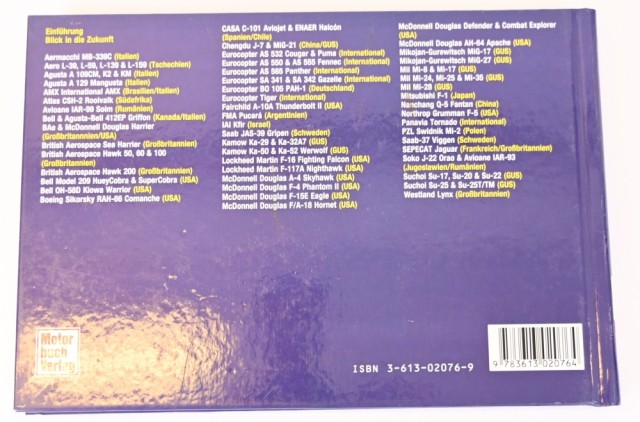 Einführung
Blick in die Zukunft
Aermacchi MB-339C (Italien)
Aero L-39, L-59, L-139 & L-159 (Tschechien)
Agusta A 109CM, K2 & KM (Italien)
Agusta A 129 Mangusta (Italien)
AMX International AMX (Brasilien/Italien)
Atlas CSH-2 Rooivalk (Südafrika)
Avioane IAR-99 Soim (Rumänien)
Bell & Agusta-Bell 412EP Griffon (Kanada/Italien)
BAe & McDonnell Douglas Harrier
(Großbritannien/USA)
British Aerospace Sea Harrier (Großbritannien)
British Aerospace Hawk 50, 60 & 100
(Großbritannien)
British Aerospace Hawk 200 (Großbritannien)
Bell Model 209 HueyCobra & SuperCobra (USA)
Bell OH-58D Kiowa Warrior (USA)
Boeing Sikorsky RAH-66 Comanche (USA)
CASA C-101 Aviojet & ENAER Halcón
(Spanien/Chile)
Chengdu J-7 & MiG-21 (China/GUS)
Eurocopter AS 532 Cougar & Puma (International)
Eurocopter AS 550 & AS 555 Fennec (International)
Eurocopter AS 565 Panther (International)
Eurocopter SA 341 & SA 342 Gazelle (International)
Eurocopter BO 105 PAH-1 (Deutschland)
Eurocopter Tiger (International)
Fairchild A-10A Thunderbolt II (USA)
FMA Pucará (Argentinien)
IAI Kfir (Israel)
Saab JAS-39 Gripen (Schweden)
Kamow Ka-29 & Ka-32A7 (GUS)
Kamow Ka-50 & Ka-52 Werwolf (GUS)
Lockheed Martin F-16 Fighting Falcon (USA)
Lockheed Martin F-117A Nighthawk (USA)
McDonnell Douglas A-4 Skyhawk (USA)
McDonnell Douglas F-4 Phantom II (USA)
McDonnell Douglas F-15E Eagle (USA)
McDonnell Douglas F/A-18 Hornet (USA)
McDonnell Douglas Defender & Combat Explorer
(USA)
McDonnell Douglas AH-64 Apache (USA)
Mikojan-Gurewitsch MiG-17 (GUS)
Mikojan-Gurewitsch MiG-27 (GUS)
Mil Mi-8 & Mi-17 (GUS)
Mil Mi-24, Mi-25 & Mi-35 (GUS)
Mil Mi-28 (GUS)
Mitsubishi F-1 (Japan)
Nanchang Q-5 Fantan (China)
Northrop Grumman F-5 (USA)
Panavia Tornado (International)
PZL Swidnik Mi-2 (Polen)
Saab-37 Viggen (Schweden)
SEPECAT Jaguar (Frankreich/Großbritannien)
Soko J-22 Orao & Avioane IAR-93
(Jugoslawien/Rumänien)
Suchoi Su-17, Su-20 & Su-22 (GUS)
Suchoi Su-25 & Su-25T/TM (GUS)
Westland Lynx (Großbritannien)
Motor
buch
Verlag
9 783613 020764
ISBN 3-613-02076-9